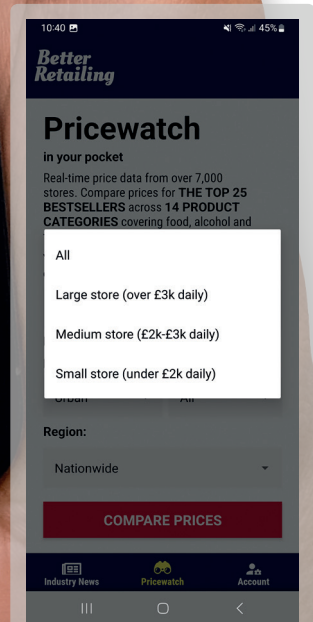 10:40
45%
Better
Retailing
Pricewatch
in your pocket
Real-time price data from over 7,000
stores. Compare prices for THE TOP 25
BESTSELLERS across 14 PRODUCT
CATEGORIES covering food, alcohol and
All
Large store (over £3k daily)
Medium store (£2k-£3k daily)
Small store (under £2k daily)
Urban All
Region:
Nationwide
COMPARE PRICES
Industry News Pricewatch Account